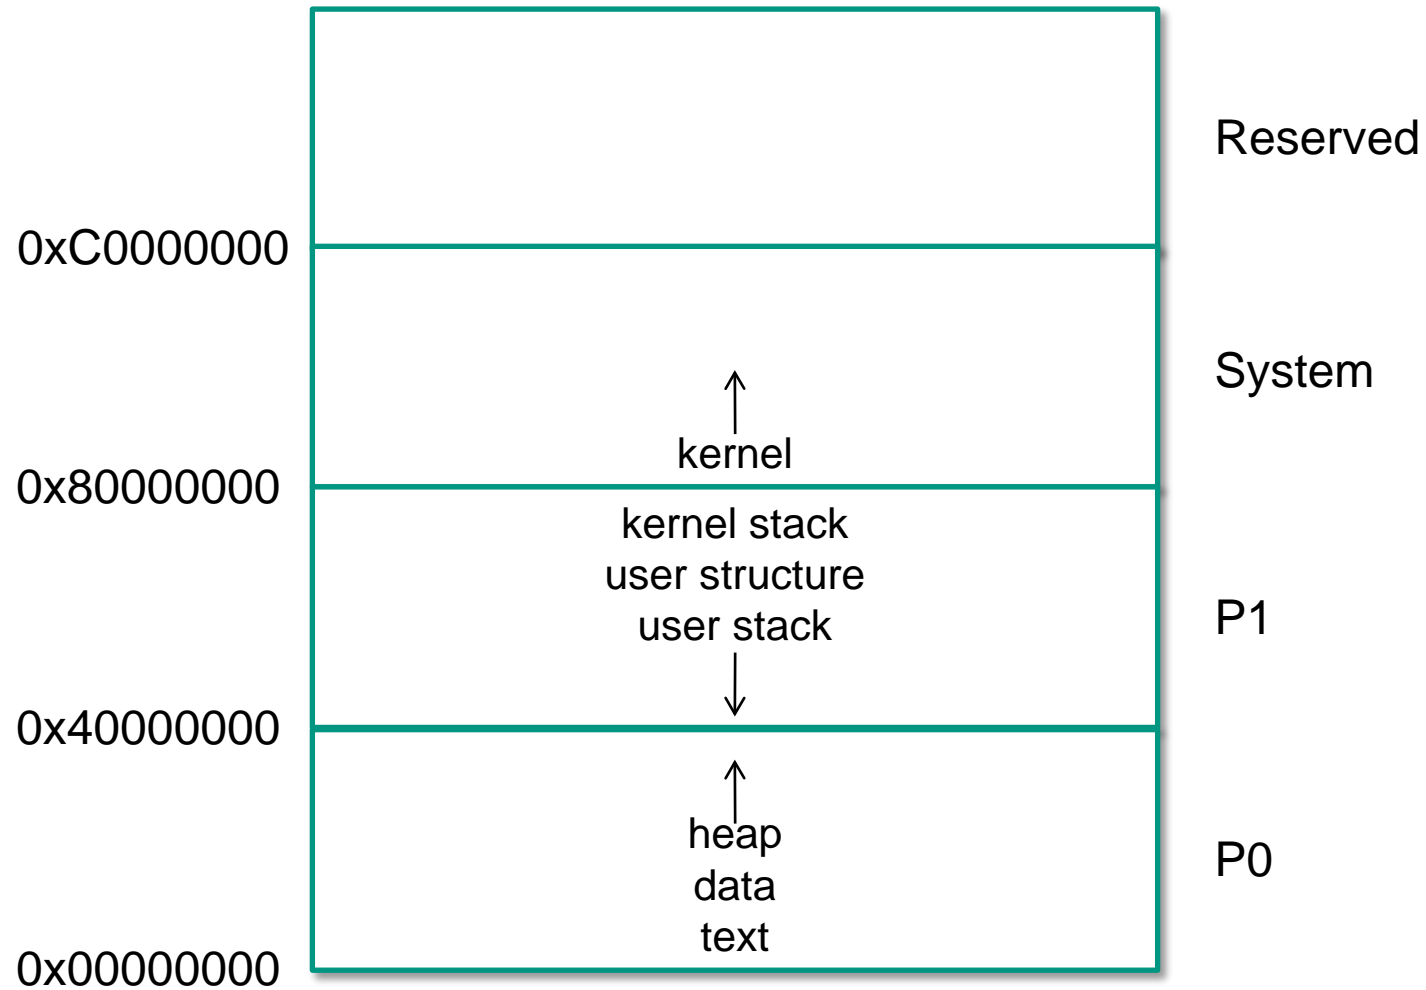 Reserved
0xC0000000
System
kernel
0x80000000
kernel stack
user structure
user stack
P1
0x40000000
heap
data
text
P0
0x00000000